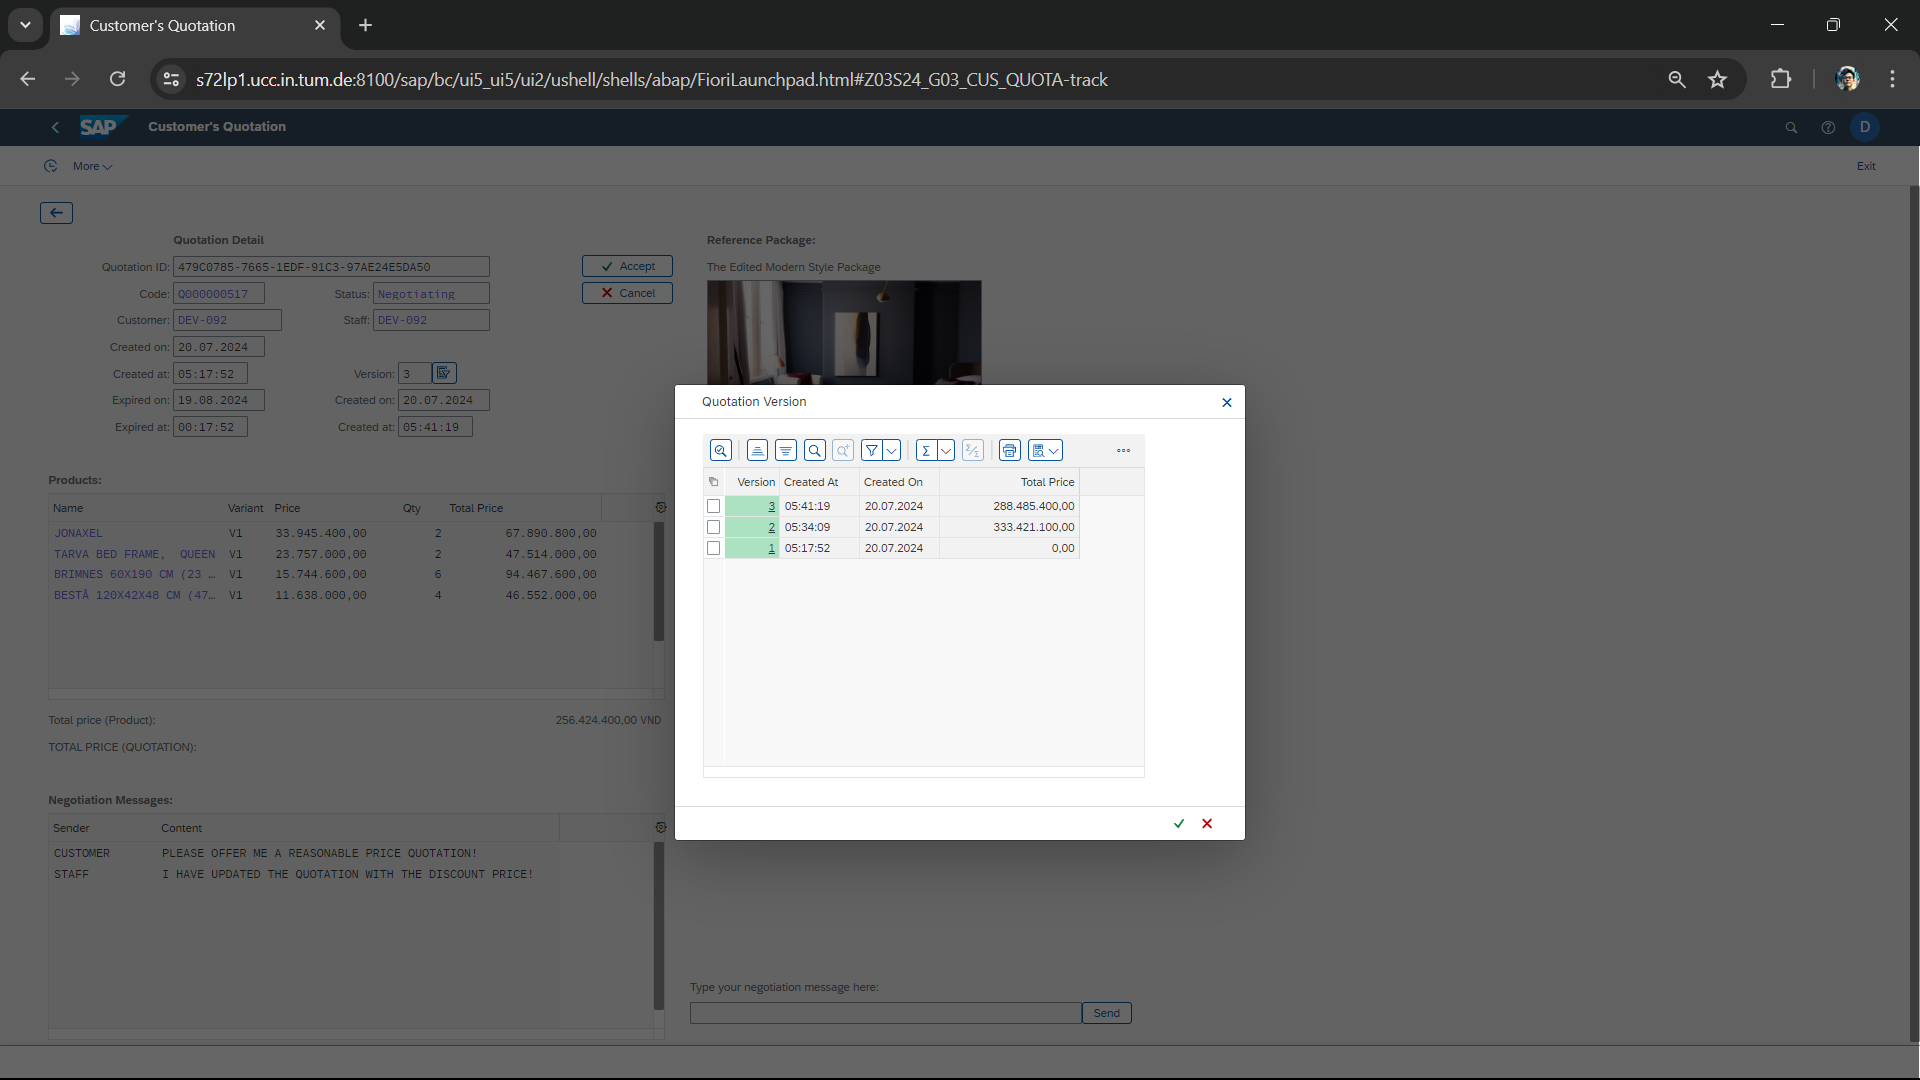 Customer's Quotation
s72lp1.ucc.in.tum.de:8100/sap/bc/ui5_ui5/ui2/ushell/shells/abap/FioriLaunchpad.html#Z03S24_G03_CUS_QUOTA-track
SAP Customer's Quotation D
More Exit
Quotation Detail
Quotation ID: 479C0785-7665-1EDF-91C3-97AE24E5DA50
Code: Q000000517 Status: Negotiating
Customer: DEV-092 Staff: DEV-092
Created on: 20.07.2024
Created at: 05:17:52 Version: 3
Expired on: 19.08.2024 Created on: 20.07.2024
Expired at: 00:17:52 Created at: 05:41:19
Accept
Cancel
Reference Package:
The Edited Modern Style Package
Products:
Name Variant Price Qty Total Price
JONAXEL V1 33.945.400,00 2 67.890.800,00
TARVA BED FRAME, QUEEN V1 23.757.000,00 2 47.514.000,00
BRIMNES 60X190 CM (23 … V1 15.744.600,00 6 94.467.600,00
BESTÅ 120X42X48 CM (47… V1 11.638.000,00 4 46.552.000,00
Total price (Product): 256.424.400,00 VND
TOTAL PRICE (QUOTATION):
Negotiation Messages:
Sender Content
CUSTOMER PLEASE OFFER ME A REASONABLE PRICE QUOTATION!
STAFF I HAVE UPDATED THE QUOTATION WITH THE DISCOUNT PRICE!
Quotation Version
Version Created At Created On Total Price
3 05:41:19 20.07.2024 288.485.400,00
2 05:34:09 20.07.2024 333.421.100,00
1 05:17:52 20.07.2024 0,00
Type your negotiation message here:
Send